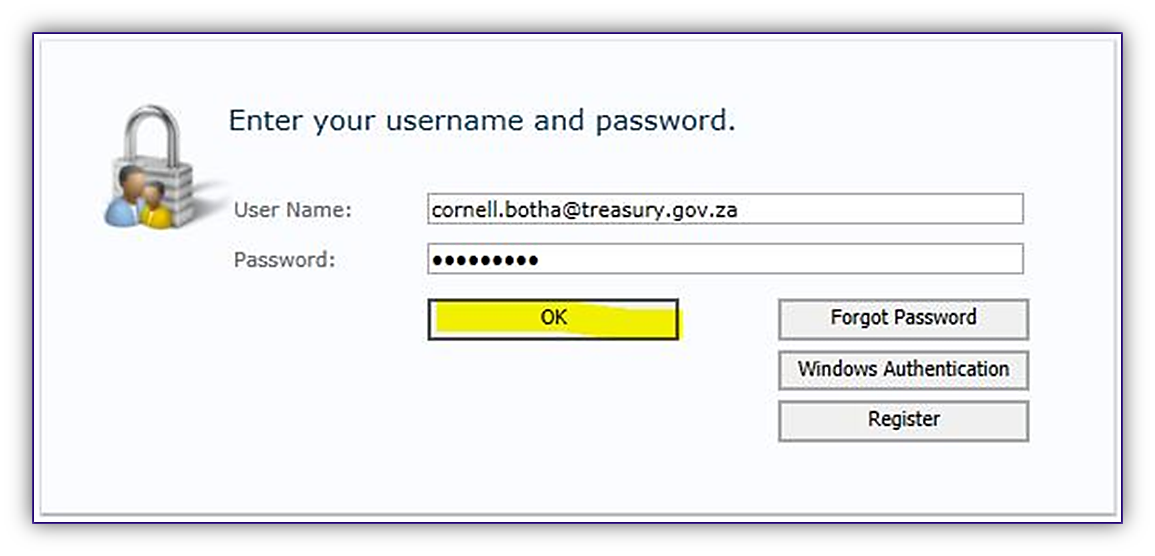 Enter your username and password.
User Name: cornell.botha@treasury.gov.za
Password: •••••••••
OK
Forgot Password
Windows Authentication
Register